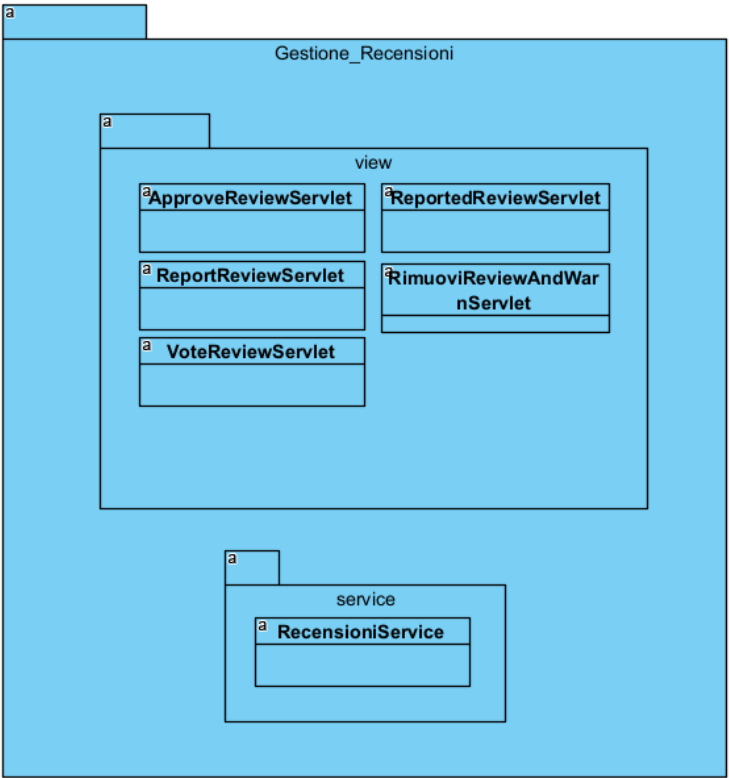 a
Gestione_Recensioni
a
view
a
ApproveReviewServlet
a
ReportedReviewServlet
a
ReportReviewServlet
a
RimuoviReviewAndWar
nServlet
a
VoteReviewServlet
a
service
a
RecensioniService